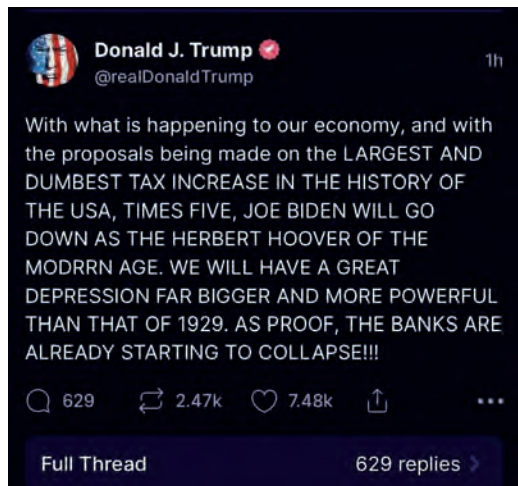 Donald J. Trump
@realDonaldTrump
1h
With what is happening to our economy, and with
the proposals being made on the LARGEST AND
DUMBEST TAX INCREASE IN THE HISTORY OF
THE USA, TIMES FIVE, JOE BIDEN WILL GO
DOWN AS THE HERBERT HOOVER OF THE
MODRRN AGE. WE WILL HAVE A GREAT
DEPRESSION FAR BIGGER AND MORE POWERFUL
THAN THAT OF 1929. AS PROOF, THE BANKS ARE
ALREADY STARTING TO COLLAPSE!!!
629 2.47k 7.48k
Full Thread 629 replies